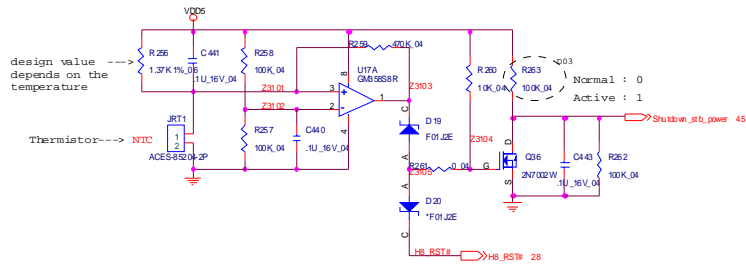 VDD5
design value --->
depends on the
temperature
R256
1.37K 1%_06
C441
.1U_16V_04
R258
100K_04
R259 470K_04
Z3101
Z3102
8
U17A
GM358S8R
3
+
2
-
1
4
Z3103
R260
10K_04
D03
R263
100K_04
Normal : 0
Active : 1
Shutdown_stb_power 45
Thermistor---> NTC
JRT1
1
2
ACES-85204-2P
R257
100K_04
C440
.1U_16V_04
C
D19
F01J2E
A
R261 0_04
Z3105
Z3104
G
D
S
Q36
2N7002W
C443
.1U_16V_04
R262
100K_04
A
D20
*F01J2E
C
H8_RST#
H8_RST# 28